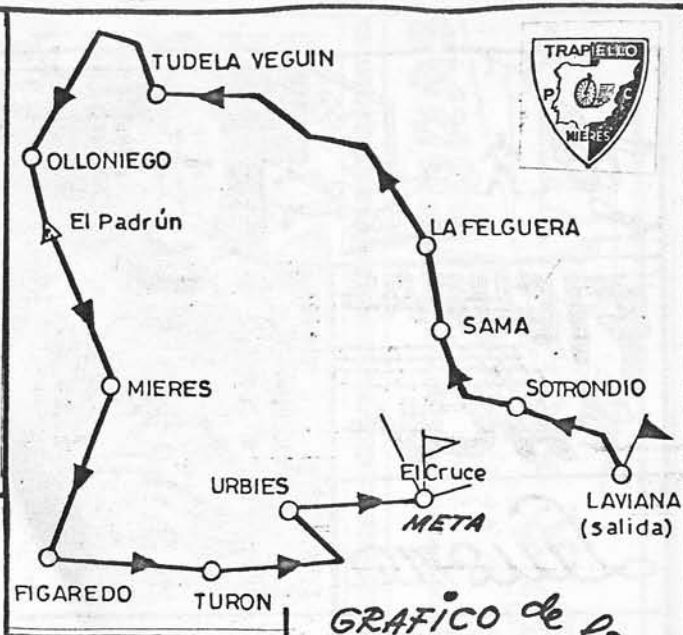 TUDELA VEGUIN
TRAPIELLO
P C
MIERES
OLLONIEGO
El Padrún
LA FELGUERA
SAMA
MIERES
SOTRONDIO
URBIES
El Cruce
META
LAVIANA
(salida)
FIGAREDO
TURON
GRAFICO de